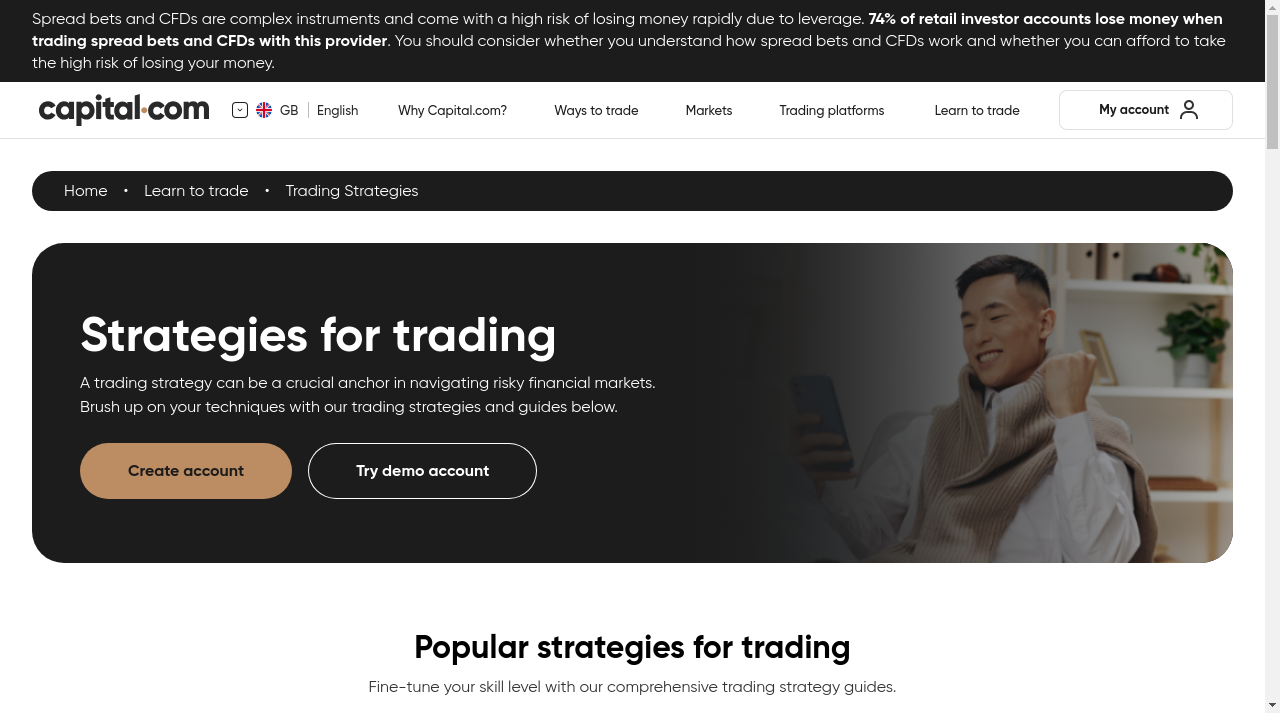 Spread bets and CFDs are complex instruments and come with a high risk of losing money rapidly due to leverage. 74% of retail investor accounts lose money when
trading spread bets and CFDs with this provider. You should consider whether you understand how spread bets and CFDs work and whether you can afford to take
the high risk of losing your money.
capital.com GB English Why Capital.com? Ways to trade Markets Trading platforms Learn to trade My account
Home • Learn to trade • Trading Strategies
Strategies for trading
A trading strategy can be a crucial anchor in navigating risky financial markets.
Brush up on your techniques with our trading strategies and guides below.
Create account Try demo account
Popular strategies for trading
Fine-tune your skill level with our comprehensive trading strategy guides.